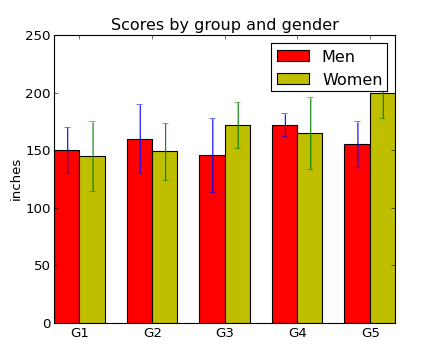 Scores by group and gender
250
200
150
100
50
0
inches
Men
Women
G1 G2 G3 G4 G5